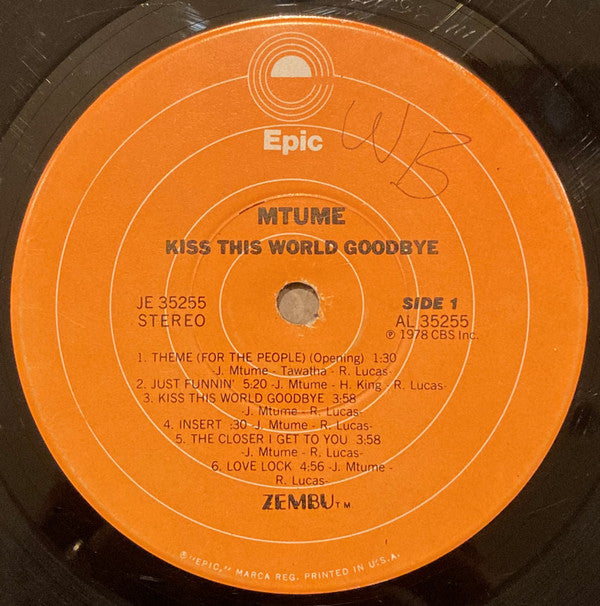 Epic
WB
MTUME
KISS THIS WORLD GOODBYE
JE 35255
STEREO
SIDE 1
AL 35255
℗ 1978 CBS Inc.
1. THEME (FOR THE PEOPLE) (Opening) 1:30
-J. Mtume - Tawatha - R. Lucas-
2. JUST FUNNIN' 5:20 -J. Mtume - H. King - R. Lucas-
3. KISS THIS WORLD GOODBYE 3:58
-J. Mtume - R. Lucas-
4. INSERT :30 -J. Mtume - R. Lucas-
5. THE CLOSER I GET TO YOU 3:58
-J. Mtume - R. Lucas-
6. LOVE LOCK 4:56 -J. Mtume -
R. Lucas-
ZEMBU T.M.
® "EPIC," MARCA REG. PRINTED IN U.S.A.